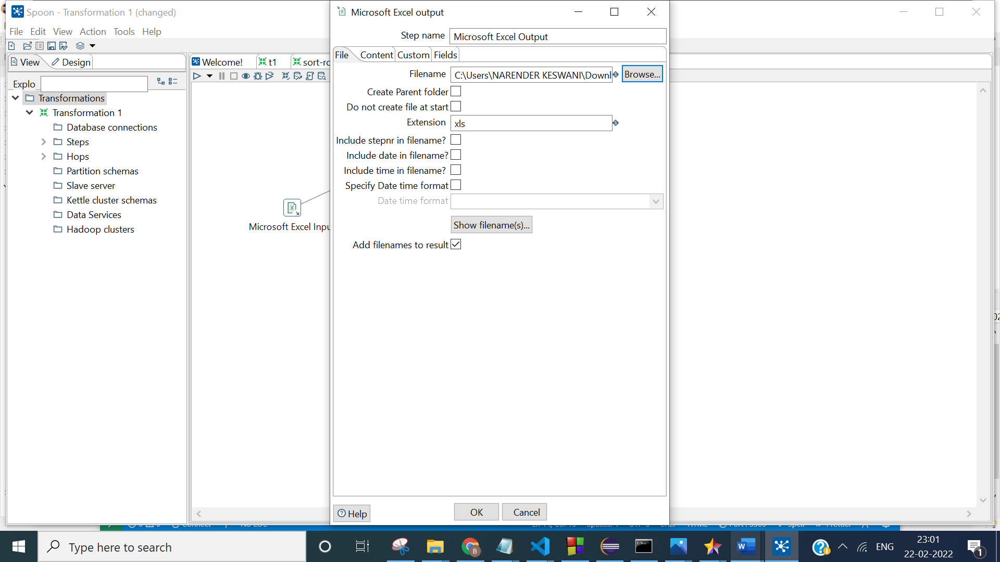 Spoon - Transformation 1 (changed)
File Edit View Action Tools Help
View Design
Explo
Transformations
Transformation 1
Database connections
Steps
Hops
Partition schemas
Slave server
Kettle cluster schemas
Data Services
Hadoop clusters
Welcome! t1 sort-ro
Microsoft Excel Inpu
Microsoft Excel output
Step name Microsoft Excel Output
File Content Custom Fields
Filename C:\Users\NARENDER KESWANI\Downl Browse...
Create Parent folder
Do not create file at start
Extension xls
Include stepnr in filename?
Include date in filename?
Include time in filename?
Specify Date time format
Date time format
Show filename(s)...
Add filenames to result
Help OK Cancel
Type here to search
ENG
23:01
22-02-2022
1